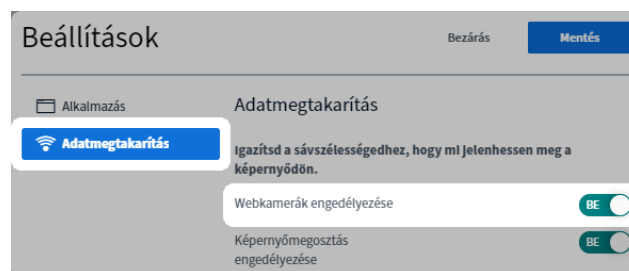 Beállítások
Bezárás
Mentés
Alkalmazás
Adatmegtakarítás
Adatmegtakarítás
Igazítsd a sávszélességedhez, hogy mi jelenhessen meg a
képernyődön.
Webkamerák engedélyezése
BE
Képernyőmegosztás
engedélyezése
BE